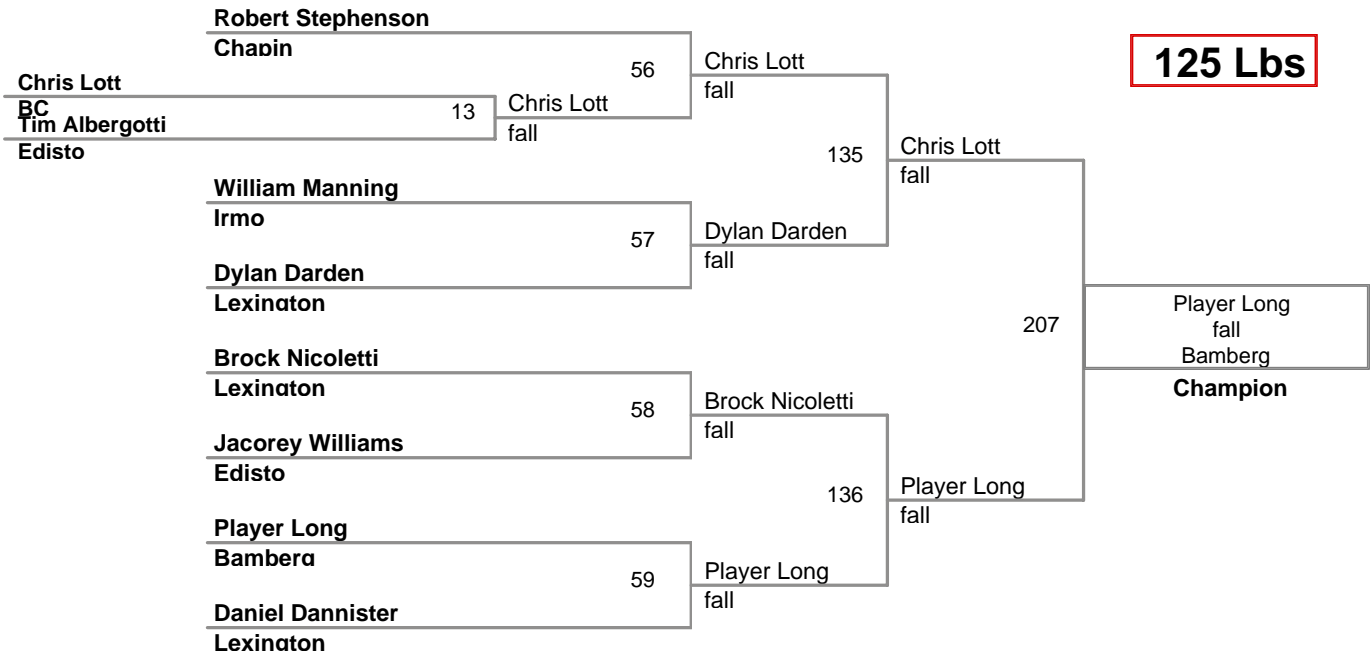 Robert Stephenson
Chapin
125 Lbs
56
Chris Lott
fall
Chris Lott
BC
13
Chris Lott
fall
Tim Albergotti
Edisto
135
Chris Lott
fall
William Manning
Irmo
57
Dylan Darden
fall
Dylan Darden
Lexington
207
Player Long
fall
Bamberg
Champion
Brock Nicoletti
Lexington
58
Brock Nicoletti
fall
Jacorey Williams
Edisto
136
Player Long
fall
Player Long
Bamberg
59
Player Long
fall
Daniel Dannister
Lexington